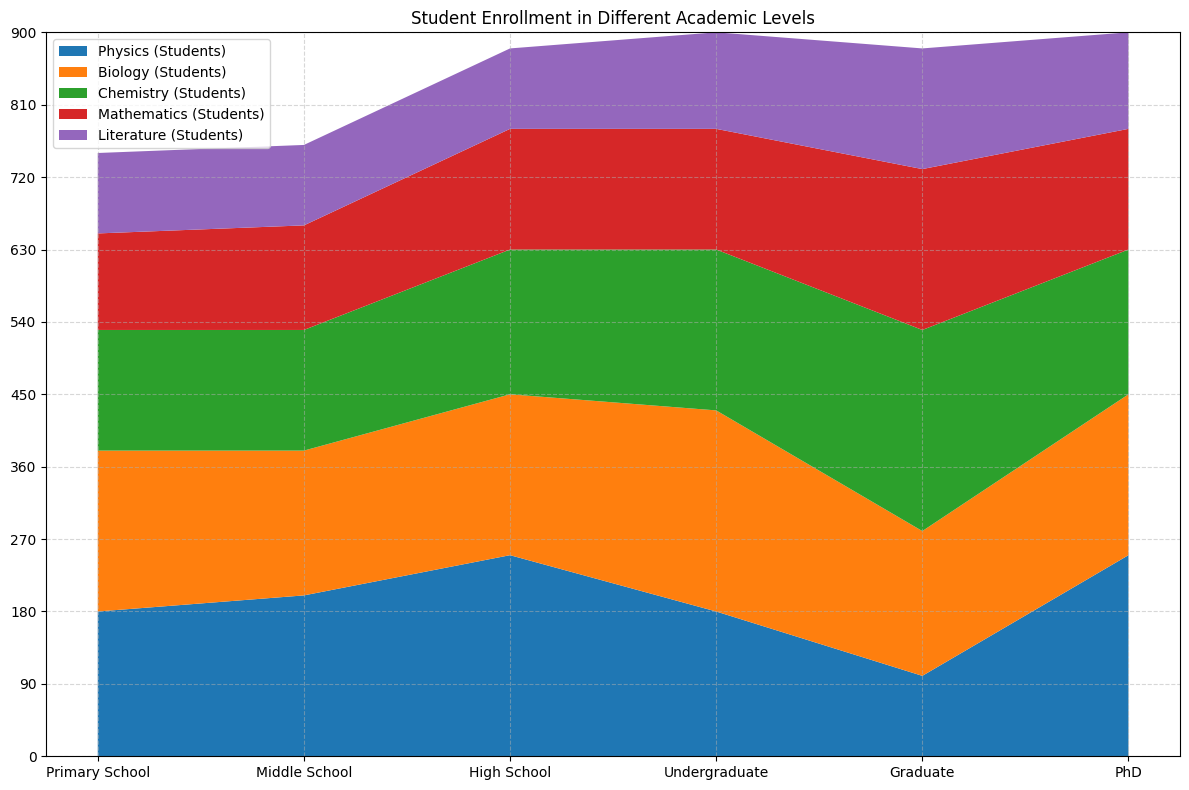 Student Enrollment in Different Academic Levels
900
810
720
630
540
450
360
270
180
90
0
Physics (Students)
Biology (Students)
Chemistry (Students)
Mathematics (Students)
Literature (Students)
Primary School
Middle School
High School
Undergraduate
Graduate
PhD